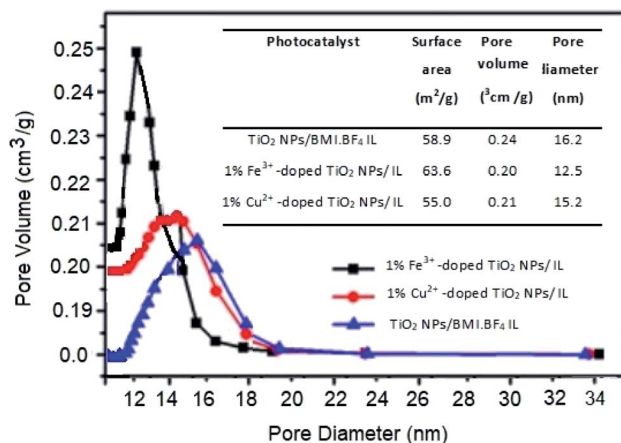 Photocatalyst Surface area (m²/g) Pore volume (³cm /g) Pore diameter (nm)
TiO₂ NPs/BMI.BF₄ IL 58.9 0.24 16.2
1% Fe³⁺-doped TiO₂ NPs/ IL 63.6 0.20 12.5
1% Cu²⁺-doped TiO₂ NPs/ IL 55.0 0.21 15.2
1% Fe³⁺-doped TiO₂ NPs/ IL
1% Cu²⁺-doped TiO₂ NPs/ IL
TiO₂ NPs/BMI.BF₄ IL
Pore Volume (cm³/g)
0.25
0.24
0.22
0.21
0.20
0.19
0.0
12 14 16 18 20 22 24 26 28 30 32 34
Pore Diameter (nm)